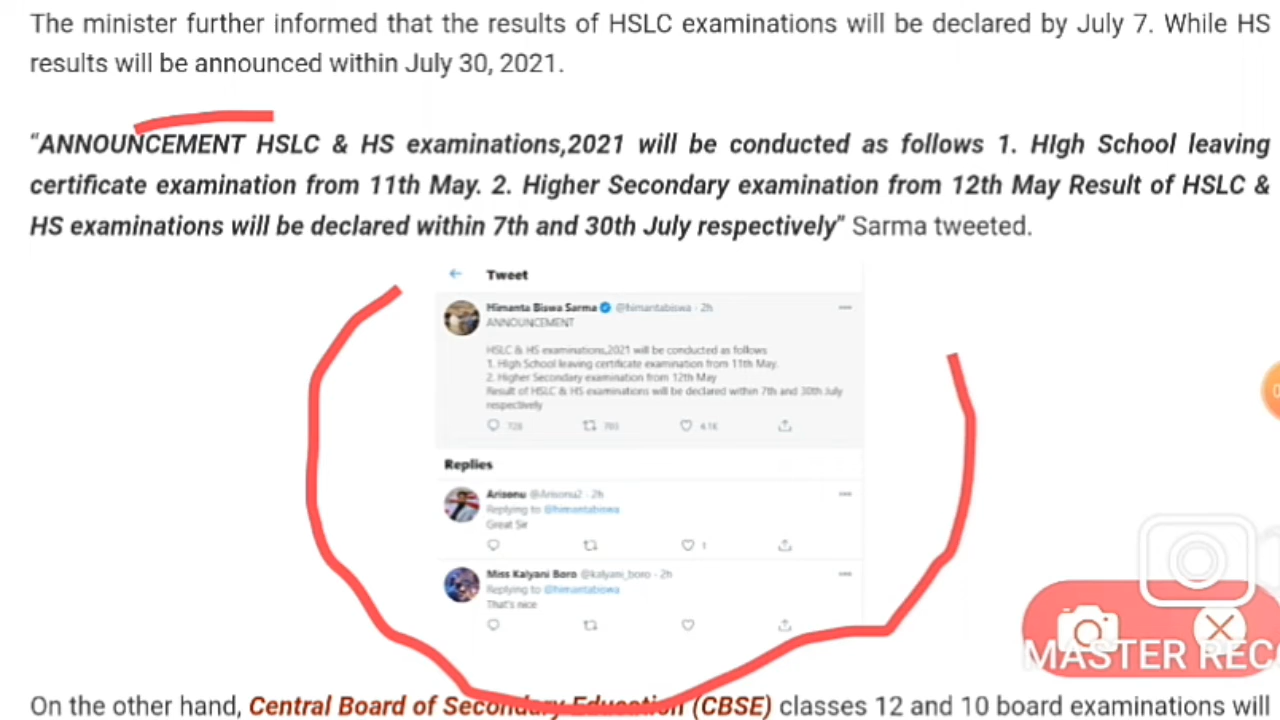 The minister further informed that the results of HSLC examinations will be declared by July 7. While HS
results will be announced within July 30, 2021.
“ANNOUNCEMENT HSLC & HS examinations,2021 will be conducted as follows 1. HIgh School leaving
certificate examination from 11th May. 2. Higher Secondary examination from 12th May Result of HSLC &
HS examinations will be declared within 7th and 30th July respectively” Sarma tweeted.
Tweet
Himanta Biswa Sarma @himantabiswa · 2h
ANNOUNCEMENT
HSLC & HS examinations,2021 will be conducted as follows
1. High School leaving certificate examination from 11th May.
2. Higher Secondary examination from 12th May
Result of HSLC & HS examinations will be declared within 7th and 30th July
respectively
728 793 4.1K
Replies
Arisonu @Arisonu2 · 2h
Replying to @himantabiswa
Great Sir
1
Miss Kalyani Boro @kalyani_boro · 2h
Replying to @himantabiswa
That's nice
MASTER REC
On the other hand, Central Board of Secondary Education (CBSE) classes 12 and 10 board examinations will